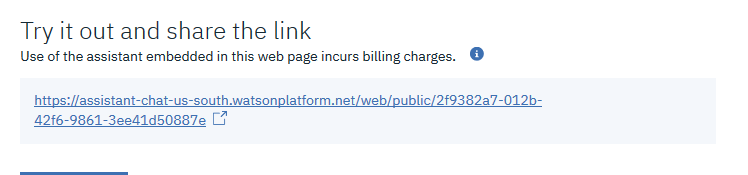 Try it out and share the link
Use of the assistant embedded in this web page incurs billing charges.
https://assistant-chat-us-south.watsonplatform.net/web/public/2f9382a7-012b-
42f6-9861-3ee41d50887e